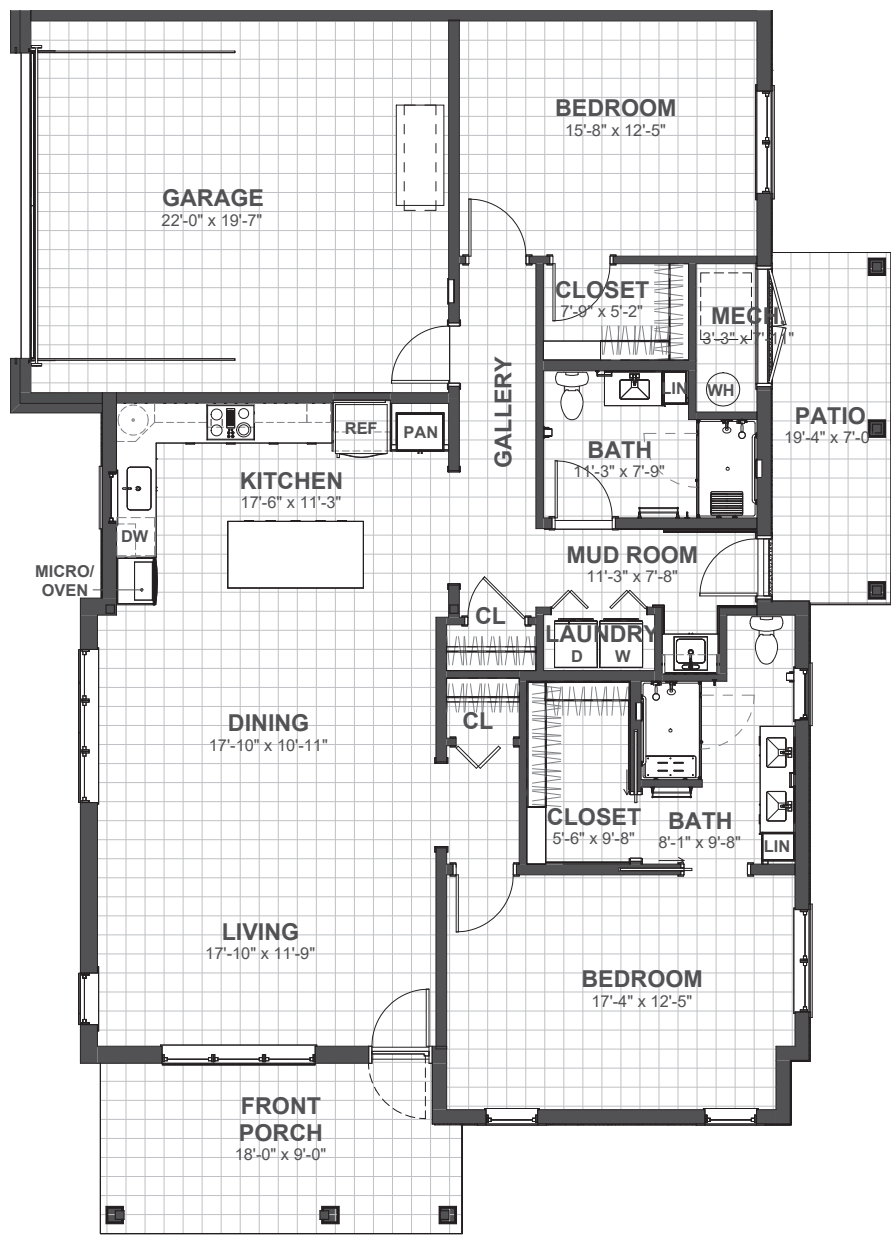 BEDROOM
15'-8" x 12'-5"
GARAGE
22'-0" x 19'-7"
CLOSET
7'-9" x 5'-2"
MECH.
3'-3" x 7'-11"
GALLERY
LIN
WH
PATIO
19'-4" x 7'-0
REF
PAN
BATH
11'-3" x 7'-9"
KITCHEN
17'-6" x 11'-3"
DW
MICRO/
OVEN
MUD ROOM
11'-3" x 7'-8"
CL
LAUNDRY
D
W
CL
DINING
17'-10" x 10'-11"
CLOSET
5'-6" x 9'-8"
BATH
8'-1" x 9'-8"
LIN
LIVING
17'-10" x 11'-9"
BEDROOM
17'-4" x 12'-5"
FRONT
PORCH
18'-0" x 9'-0"